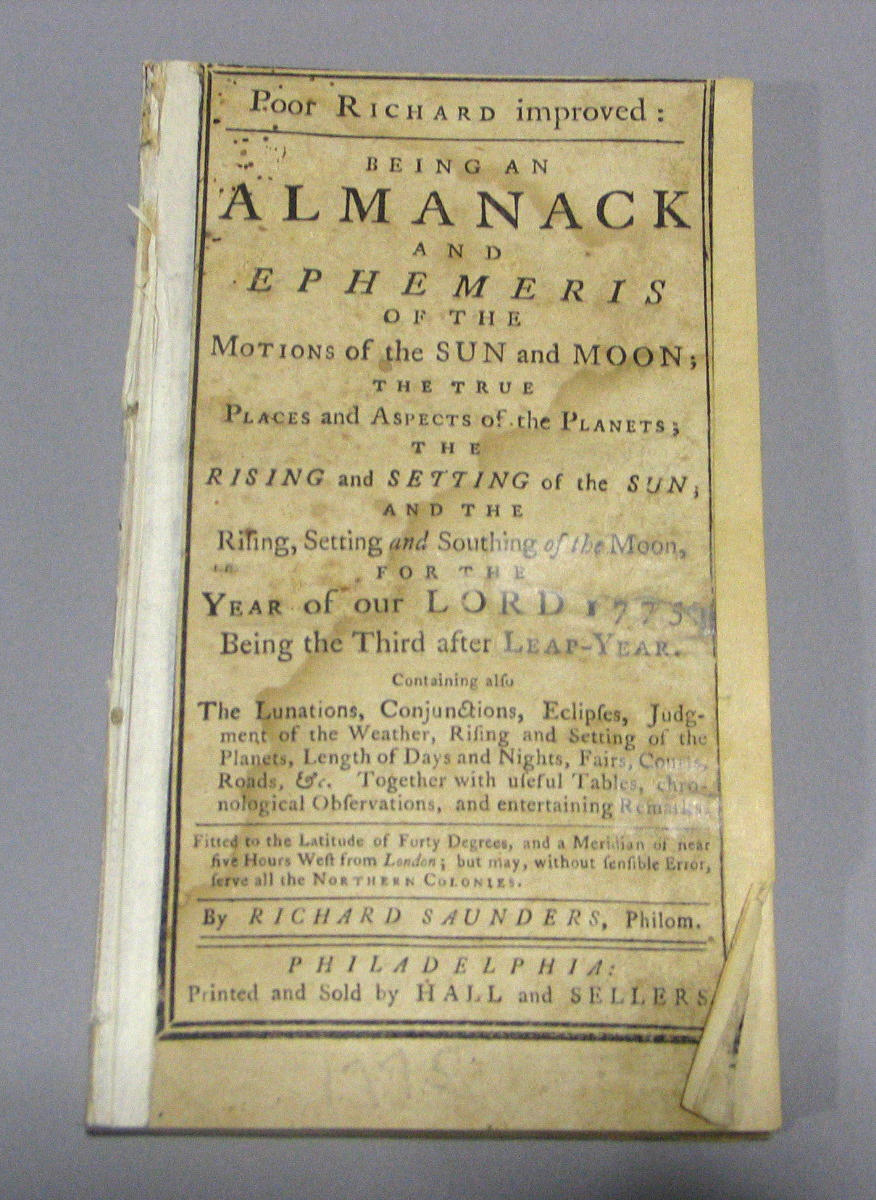 Poor RICHARD improved:
BEING AN
ALMANACK
AND
EPHEMERIS
OF THE
MOTIONS of the SUN and MOON;
THE TRUE
PLACES and ASPECTS of the PLANETS;
THE
RISING and SETTING of the SUN;
AND THE
Riſing, Setting and Southing of the Moon,
FOR THE
YEAR of our LORD 1775,
Being the Third after LEAP-YEAR.
Containing alſo
The Lunations, Conjunctions, Eclipſes, Judg-
ment of the Weather, Riſing and Setting of the
Planets, Length of Days and Nights, Fairs, Courts,
Roads, &c. Together with uſeful Tables, chro-
nological Obſervations, and entertaining Remarks.
Fitted to the Latitude of Forty Degrees, and a Meridian of near
five Hours Weſt from London; but may, without ſenſible Error,
ſerve all the NORTHERN COLONIES.
By RICHARD SAUNDERS, Philom.
PHILADELPHIA:
Printed and Sold by HALL and SELLERS